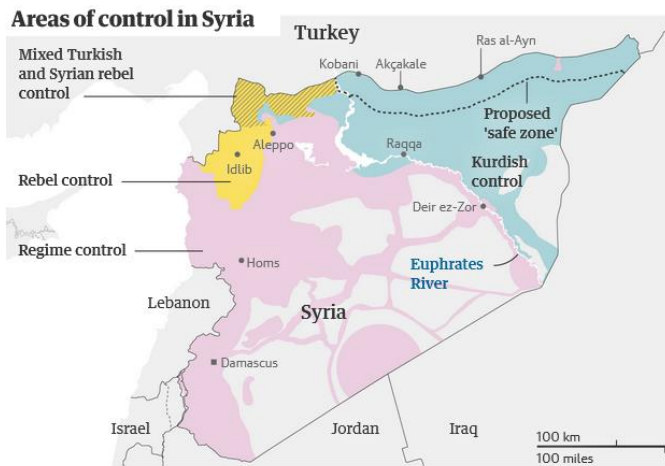 Areas of control in Syria
Turkey
Mixed Turkish
and Syrian rebel
control
Kobani
Akçakale
Ras al-Ayn
Proposed
'safe zone'
Aleppo
Raqqa
Idlib
Kurdish
control
Rebel control
Deir ez-Zor
Regime control
Homs
Euphrates
River
Lebanon
Syria
Damascus
Israel
Jordan
Iraq
100 km
100 miles